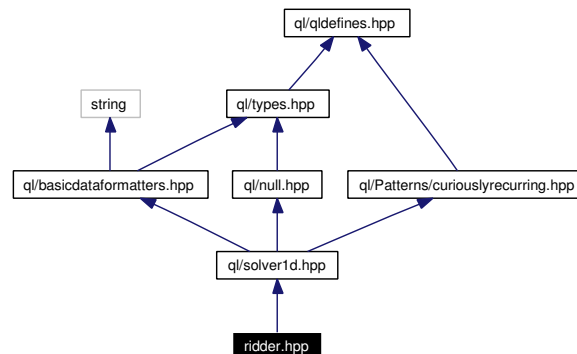 ql/qldefines.hpp
string
ql/types.hpp
ql/basicdataformatters.hpp
ql/null.hpp
ql/Patterns/curiouslyrecurring.hpp
ql/solver1d.hpp
ridder.hpp